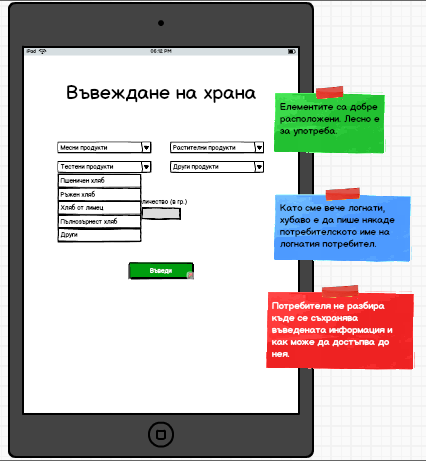 iPad
06:12 PM
Въвеждане на храна
Месни продукти
Растителни продукти
Тестени продукти
Други продукти
Пшеничен хляб
Ръжен хляб
Хляб от лимец
Пълнозърнест хляб
Други
личество (в гр.)
Въведи
Елементите са добре
разположени. Лесно е
за употреба.
Като сме вече логнати,
хубаво е да пише някаде
потребителското име на
логнатия потребител.
Потребителя не разбира
къде се съхранява
въведената информация и
как може да достъпва до
нея.